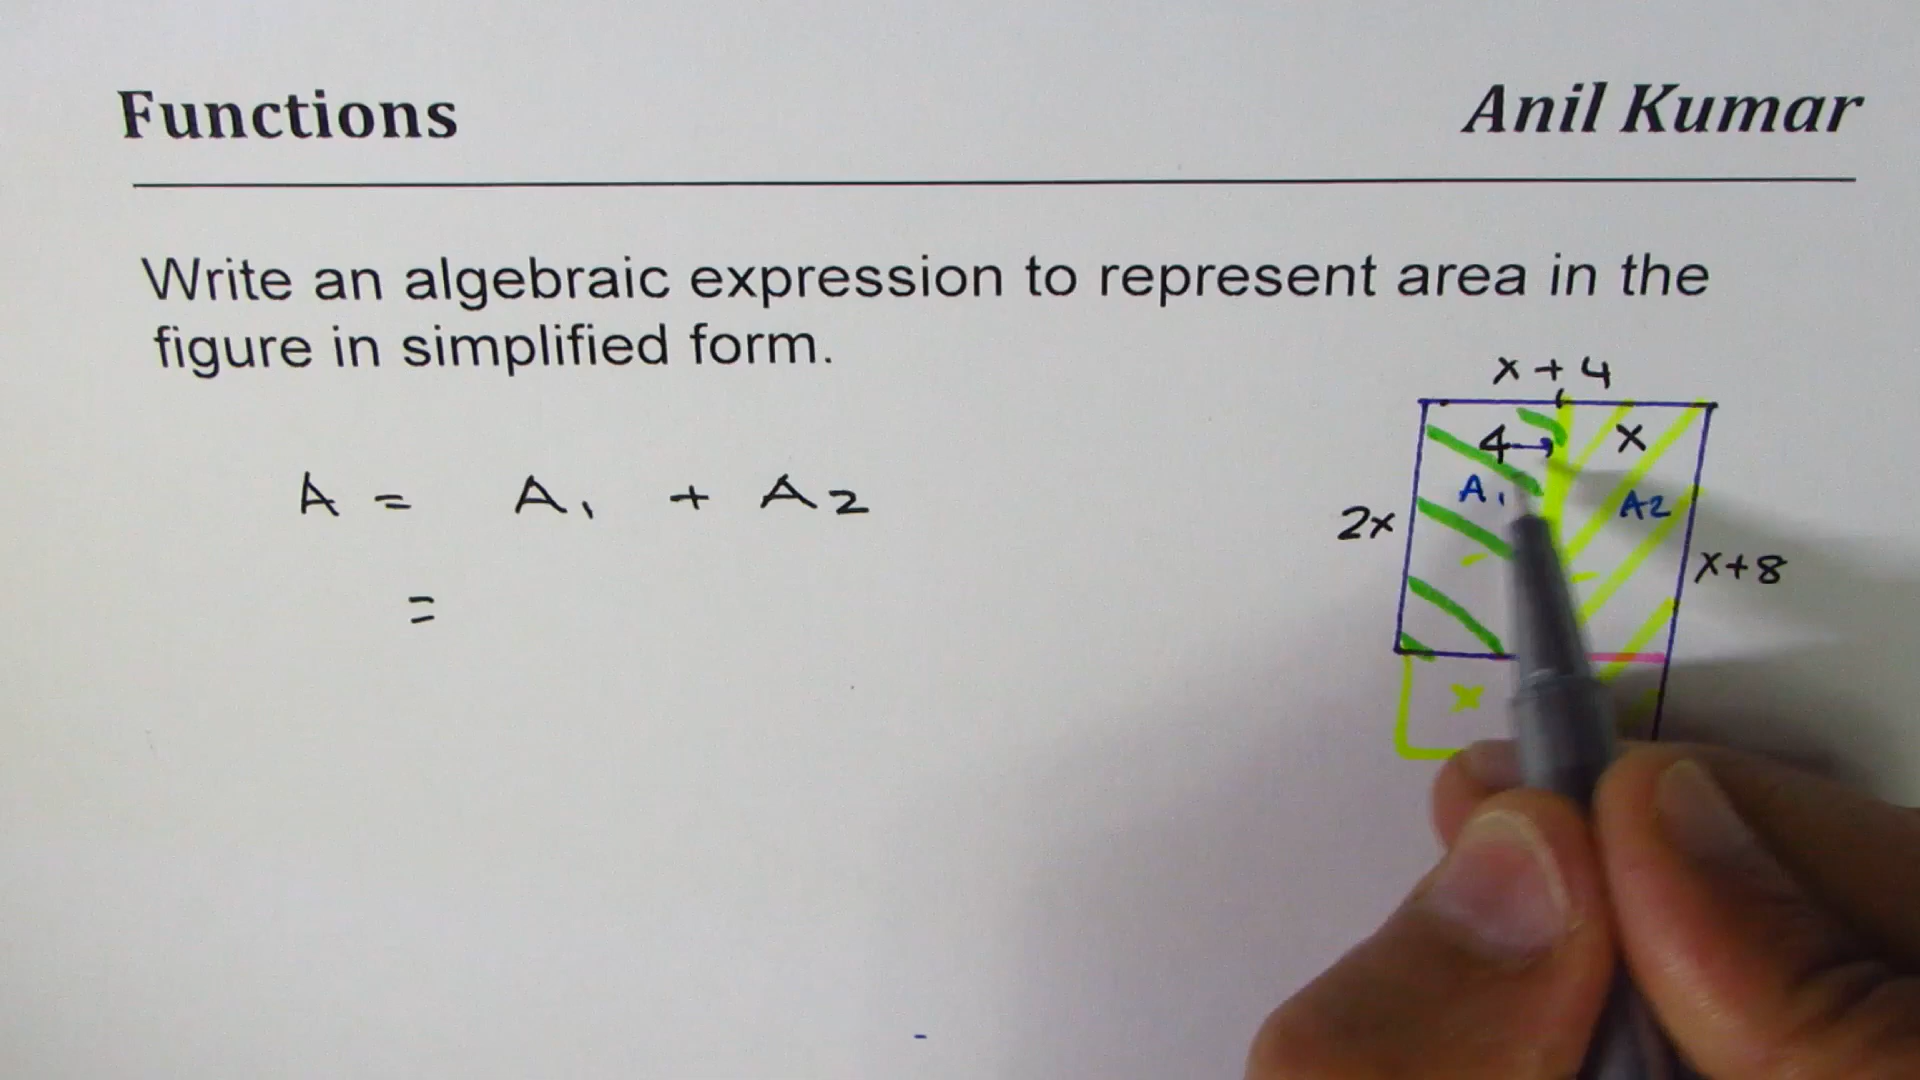 Functions
Anil Kumar
Write an algebraic expression to represent area in the
figure in simplified form.
x + 4
4 x
A = A₁ + A₂
A₁ A₂
2x
x+8
=
x